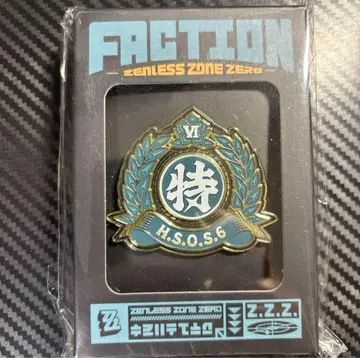 FACTION
ZENLESS ZONE ZERO
VI
特
H.S.O.S.6
ZENLESS ZONE ZERO
Z.Z.Z.